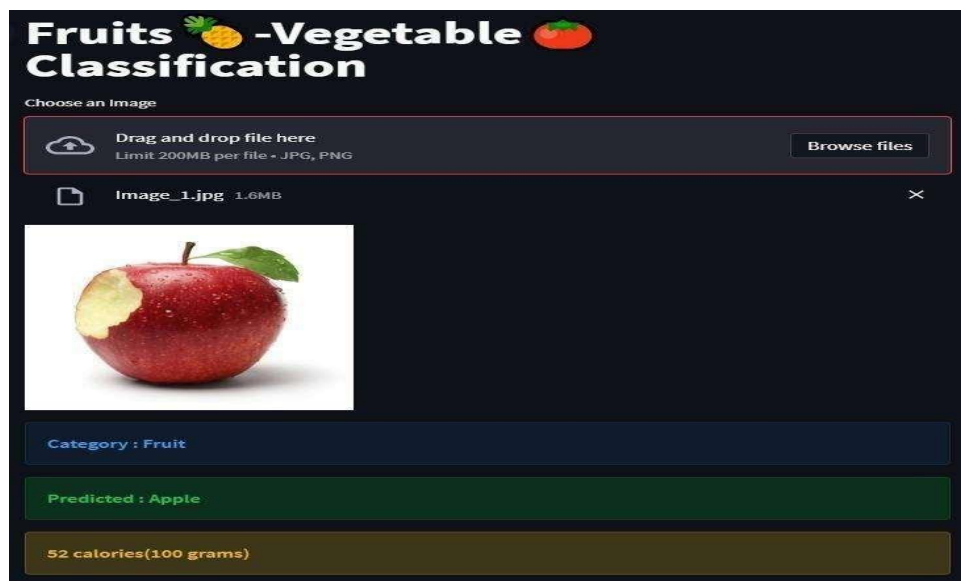 Fruits 🍍 -Vegetable 🍅
Classification
Choose an Image
Drag and drop file here
Limit 200MB per file • JPG, PNG
Browse files
Image_1.jpg 1.6MB
Category : Fruit
Predicted : Apple
52 calories(100 grams)